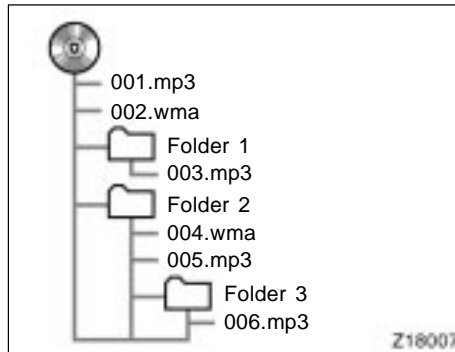 001.mp3
002.wma
Folder 1
003.mp3
Folder 2
004.wma
005.mp3
Folder 3
006.mp3
Z18007